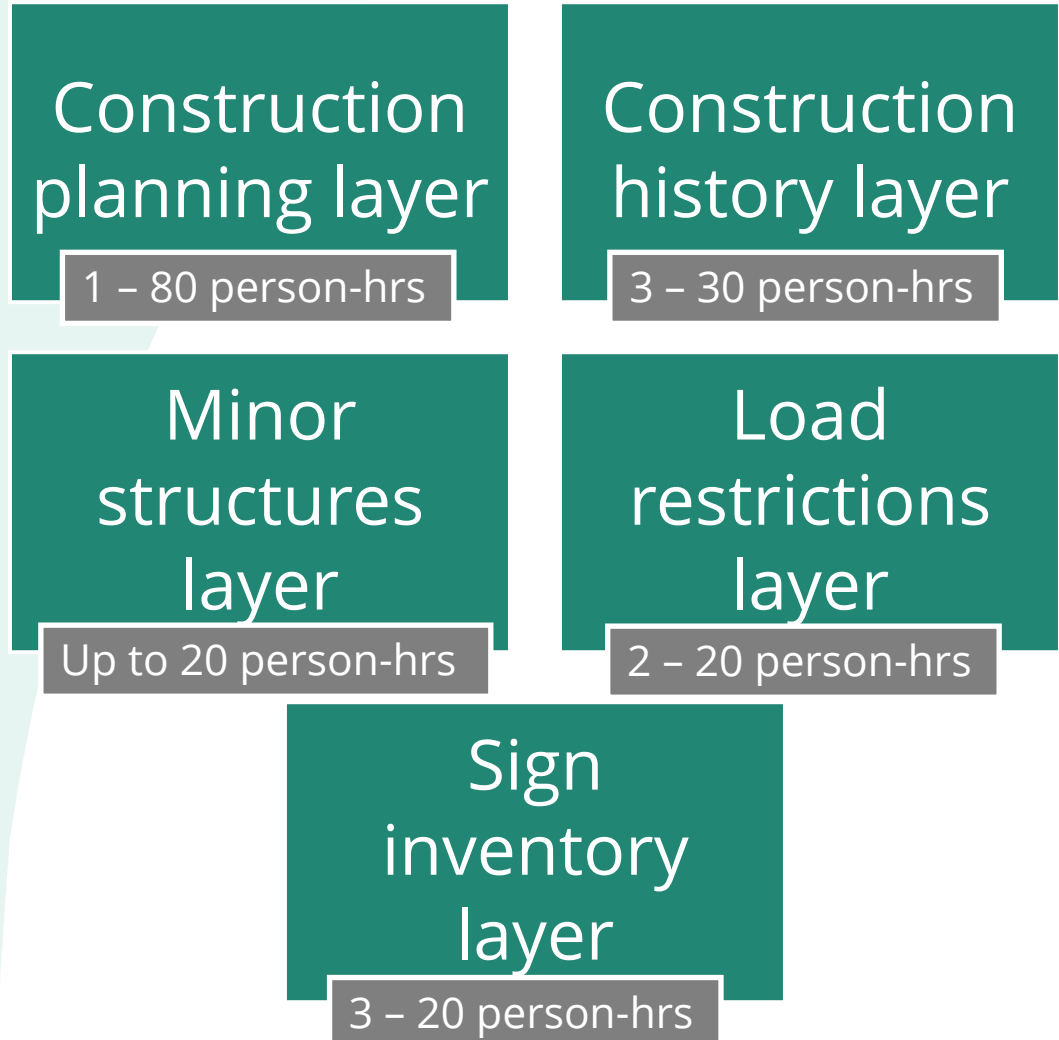 Construction
planning layer
1 – 80 person-hrs
Construction
history layer
3 – 30 person-hrs
Minor
structures
layer
Up to 20 person-hrs
Load
restrictions
layer
2 – 20 person-hrs
Sign
inventory
layer
3 – 20 person-hrs